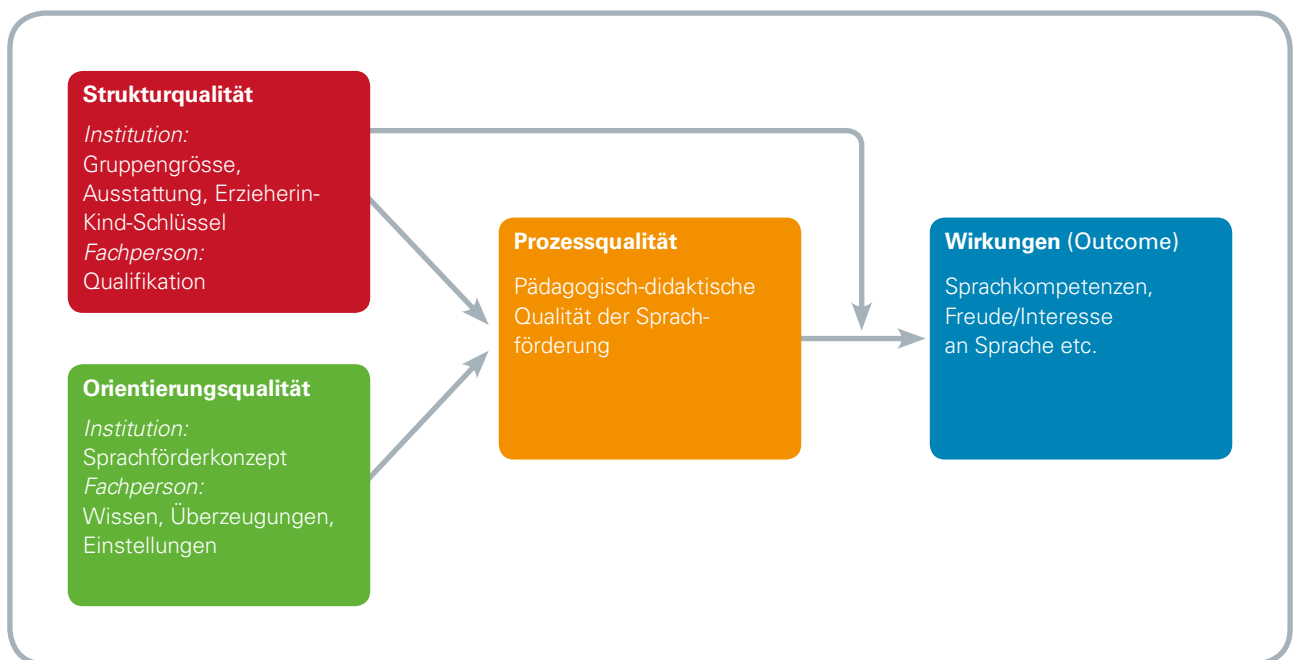 Strukturqualität
Institution:
Gruppengrösse,
Ausstattung, Erzieherin-
Kind-Schlüssel
Fachperson:
Qualifikation
Orientierungsqualität
Institution:
Sprachförderkonzept
Fachperson:
Wissen, Überzeugungen,
Einstellungen
Prozessqualität
Pädagogisch-didaktische
Qualität der Sprach-
förderung
Wirkungen (Outcome)
Sprachkompetenzen,
Freude/Interesse
an Sprache etc.